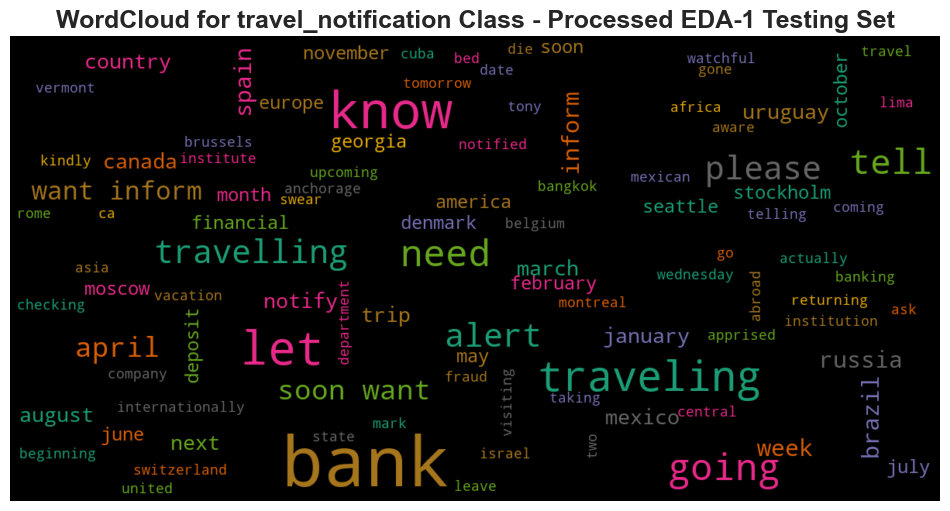 WordCloud for travel_notification Class - Processed EDA-1 Testing Set
november cuba die soon
country bed watchful travel
spain date gone
vermont tomorrow october
europe know tony africa lima
inform aware uruguay
brussels georgia notified
kindly canada institute please tell
upcoming
want inform month anchorage bangkok mexican stockholm
swear america seattle
rome ca telling coming
financial denmark belgium
travelling need go actually
asia march wednesday
moscow vacation february abroad banking
checking notify department montreal returning ask
deposit trip institution
april let alert january apprised
may russia
company fraud traveling
soon want visiting taking brazil
august internationally mark mexico central
june next state two week
beginning bank israel going
switzerland july
united leave